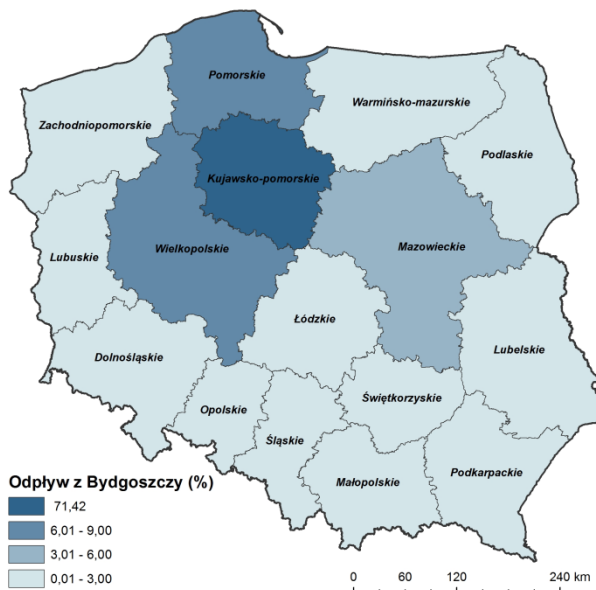 Pomorskie
Warmińsko-mazurskie
Zachodniopomorskie
Podlaskie
Kujawsko-pomorskie
Wielkopolskie
Mazowieckie
Lubuskie
Łódzkie
Lubelskie
Dolnośląskie
Świętkorzyskie
Opolskie
Śląskie
Podkarpackie
Małopolskie
Odpływ z Bydgoszczy (%)
71,42
6,01 - 9,00
3,01 - 6,00
0,01 - 3,00
0 60 120 240 km